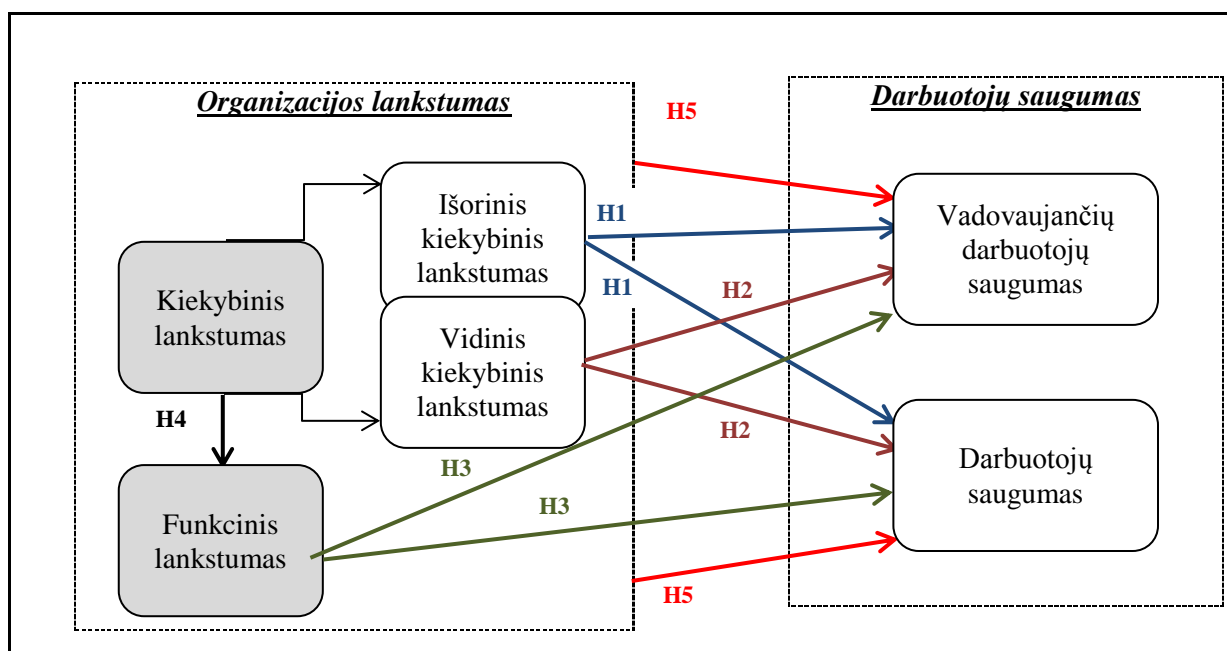 Organizacijos lankstumas
Darbuotojų saugumas
H5
Išorinis
kiekybinis
lankstumas
H1
H1
Vadovaujančių
darbuotojų
saugumas
Kiekybinis
lankstumas
H2
Vidinis
kiekybinis
lankstumas
H4
H2
H3
H3
Darbuotojų
saugumas
Funkcinis
lankstumas
H5